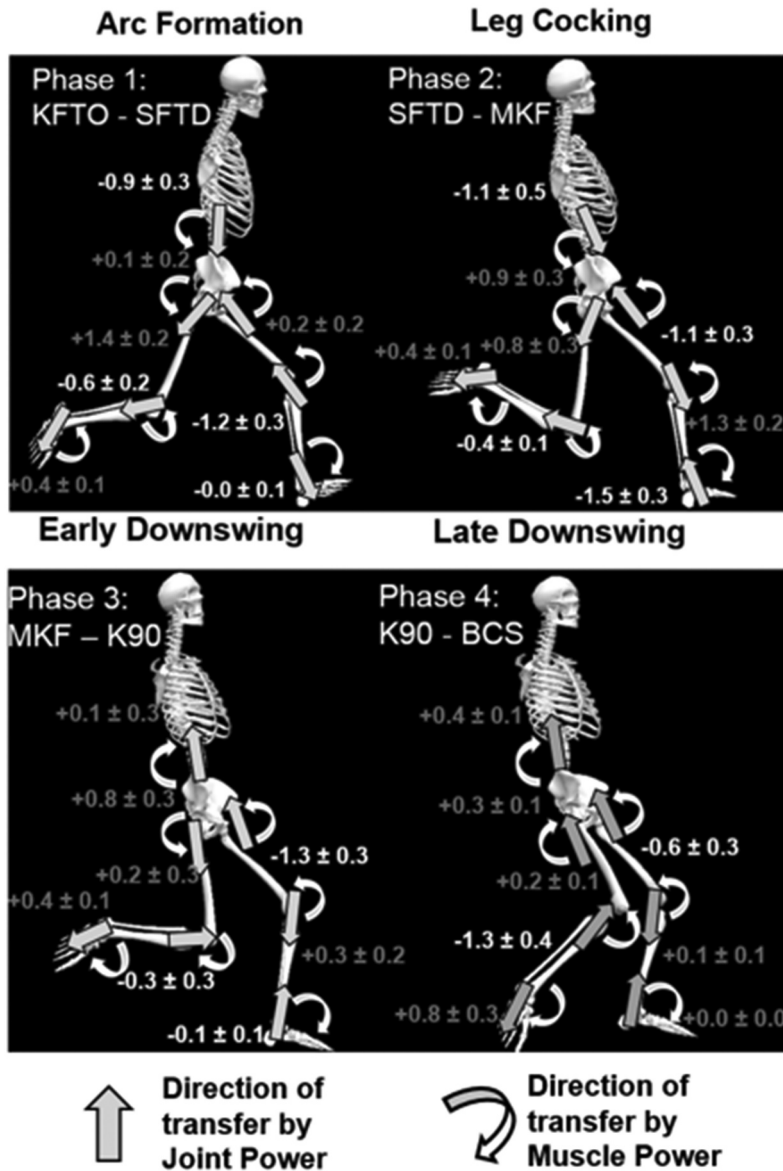 Arc Formation
Leg Cocking
Phase 1:
KFTO - SFTD
-0.9 ± 0.3
+0.1 ± 0.2
+1.4 ± 0.2
+0.2 ± 0.2
-0.6 ± 0.2
-1.2 ± 0.3
+0.4 ± 0.1
-0.0 ± 0.1
Phase 2:
SFTD - MKF
-1.1 ± 0.5
+0.9 ± 0.3
+0.4 ± 0.1
+0.8 ± 0.3
-1.1 ± 0.3
-0.4 ± 0.1
+1.3 ± 0.2
-1.5 ± 0.3
Early Downswing
Late Downswing
Phase 3:
MKF – K90
+0.1 ± 0.3
+0.8 ± 0.3
-1.3 ± 0.3
+0.2 ± 0.3
+0.4 ± 0.1
-0.3 ± 0.3
+0.3 ± 0.2
-0.1 ± 0.1
Phase 4:
K90 - BCS
+0.4 ± 0.1
+0.3 ± 0.1
-0.6 ± 0.3
+0.2 ± 0.1
-1.3 ± 0.4
+0.1 ± 0.1
+0.8 ± 0.3
+0.0 ± 0.0
Direction of
transfer by
Joint Power
Direction of
transfer by
Muscle Power